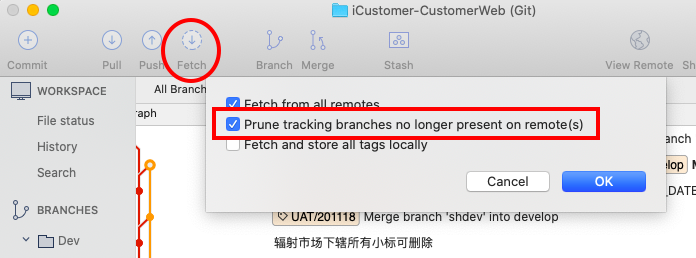 iCustomer-CustomerWeb (Git)
Commit
Pull
Push
Fetch
Branch
Merge
Stash
View Remote
Sh
WORKSPACE
All Branch
Fetch from all remotes
raph
File status
Prune tracking branches no longer present on remote(s)
History
Fetch and store all tags locally
Search
Cancel
OK
_DATE
BRANCHES
UAT/201118 Merge branch 'shdev' into develop
Dev
辐射市场下辖所有小标可删除